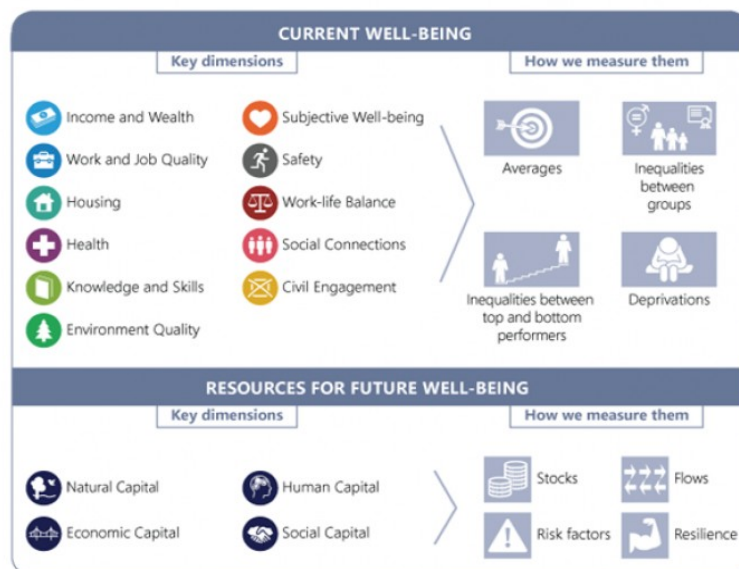 CURRENT WELL-BEING
Key dimensions
How we measure them
Income and Wealth
Subjective Well-being
Work and Job Quality
Safety
Housing
Work-life Balance
Health
Social Connections
Knowledge and Skills
Civil Engagement
Environment Quality
Averages
Inequalities
between
groups
Inequalities between
top and bottom
performers
Deprivations
RESOURCES FOR FUTURE WELL-BEING
Key dimensions
How we measure them
Natural Capital
Human Capital
Economic Capital
Social Capital
Stocks
Flows
Risk factors
Resilience